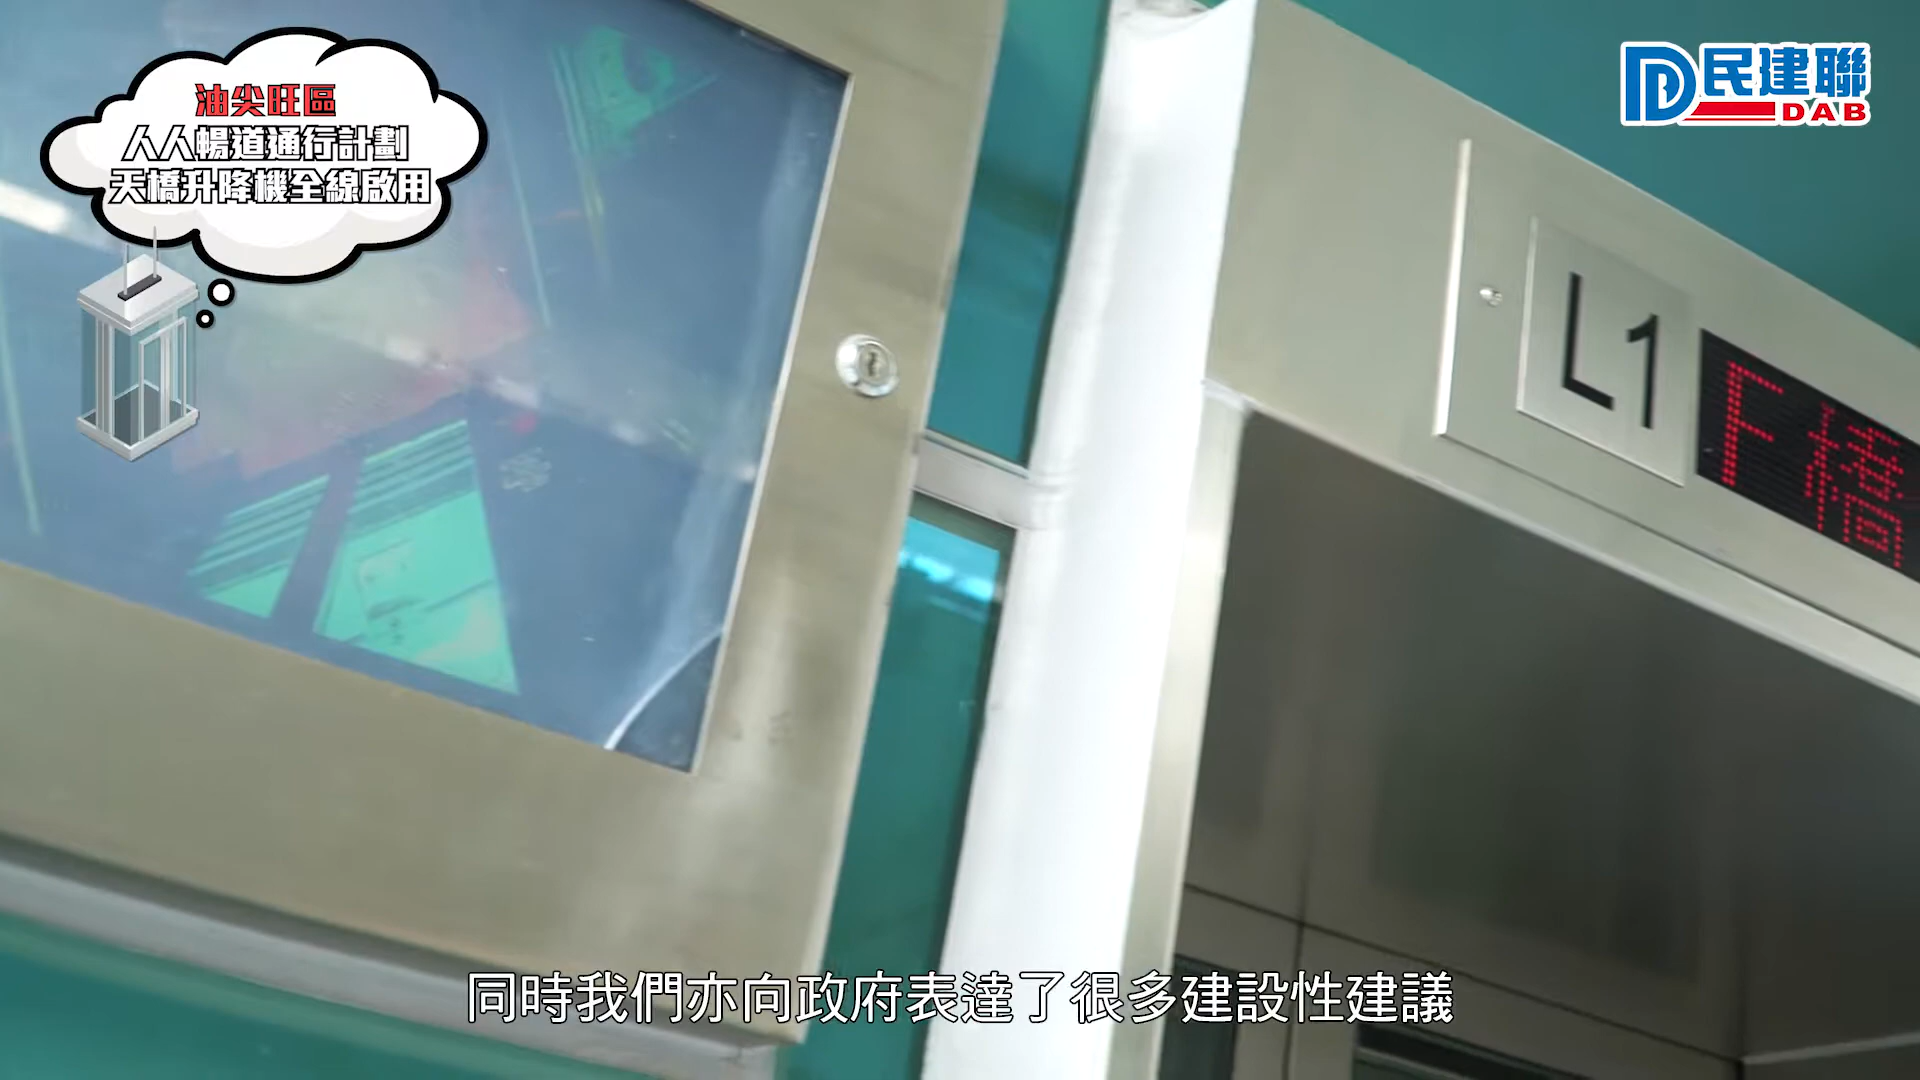 油尖旺區
人人暢道通行計劃
天橋升降機全線啟用
民建聯
DAB
L1
F橋
同時我們亦向政府表達了很多建設性建議